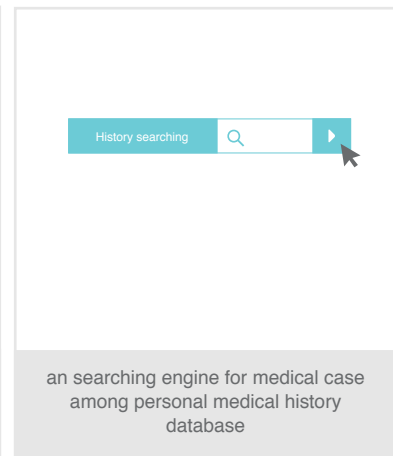 History searching
an searching engine for medical case
among personal medical history
database